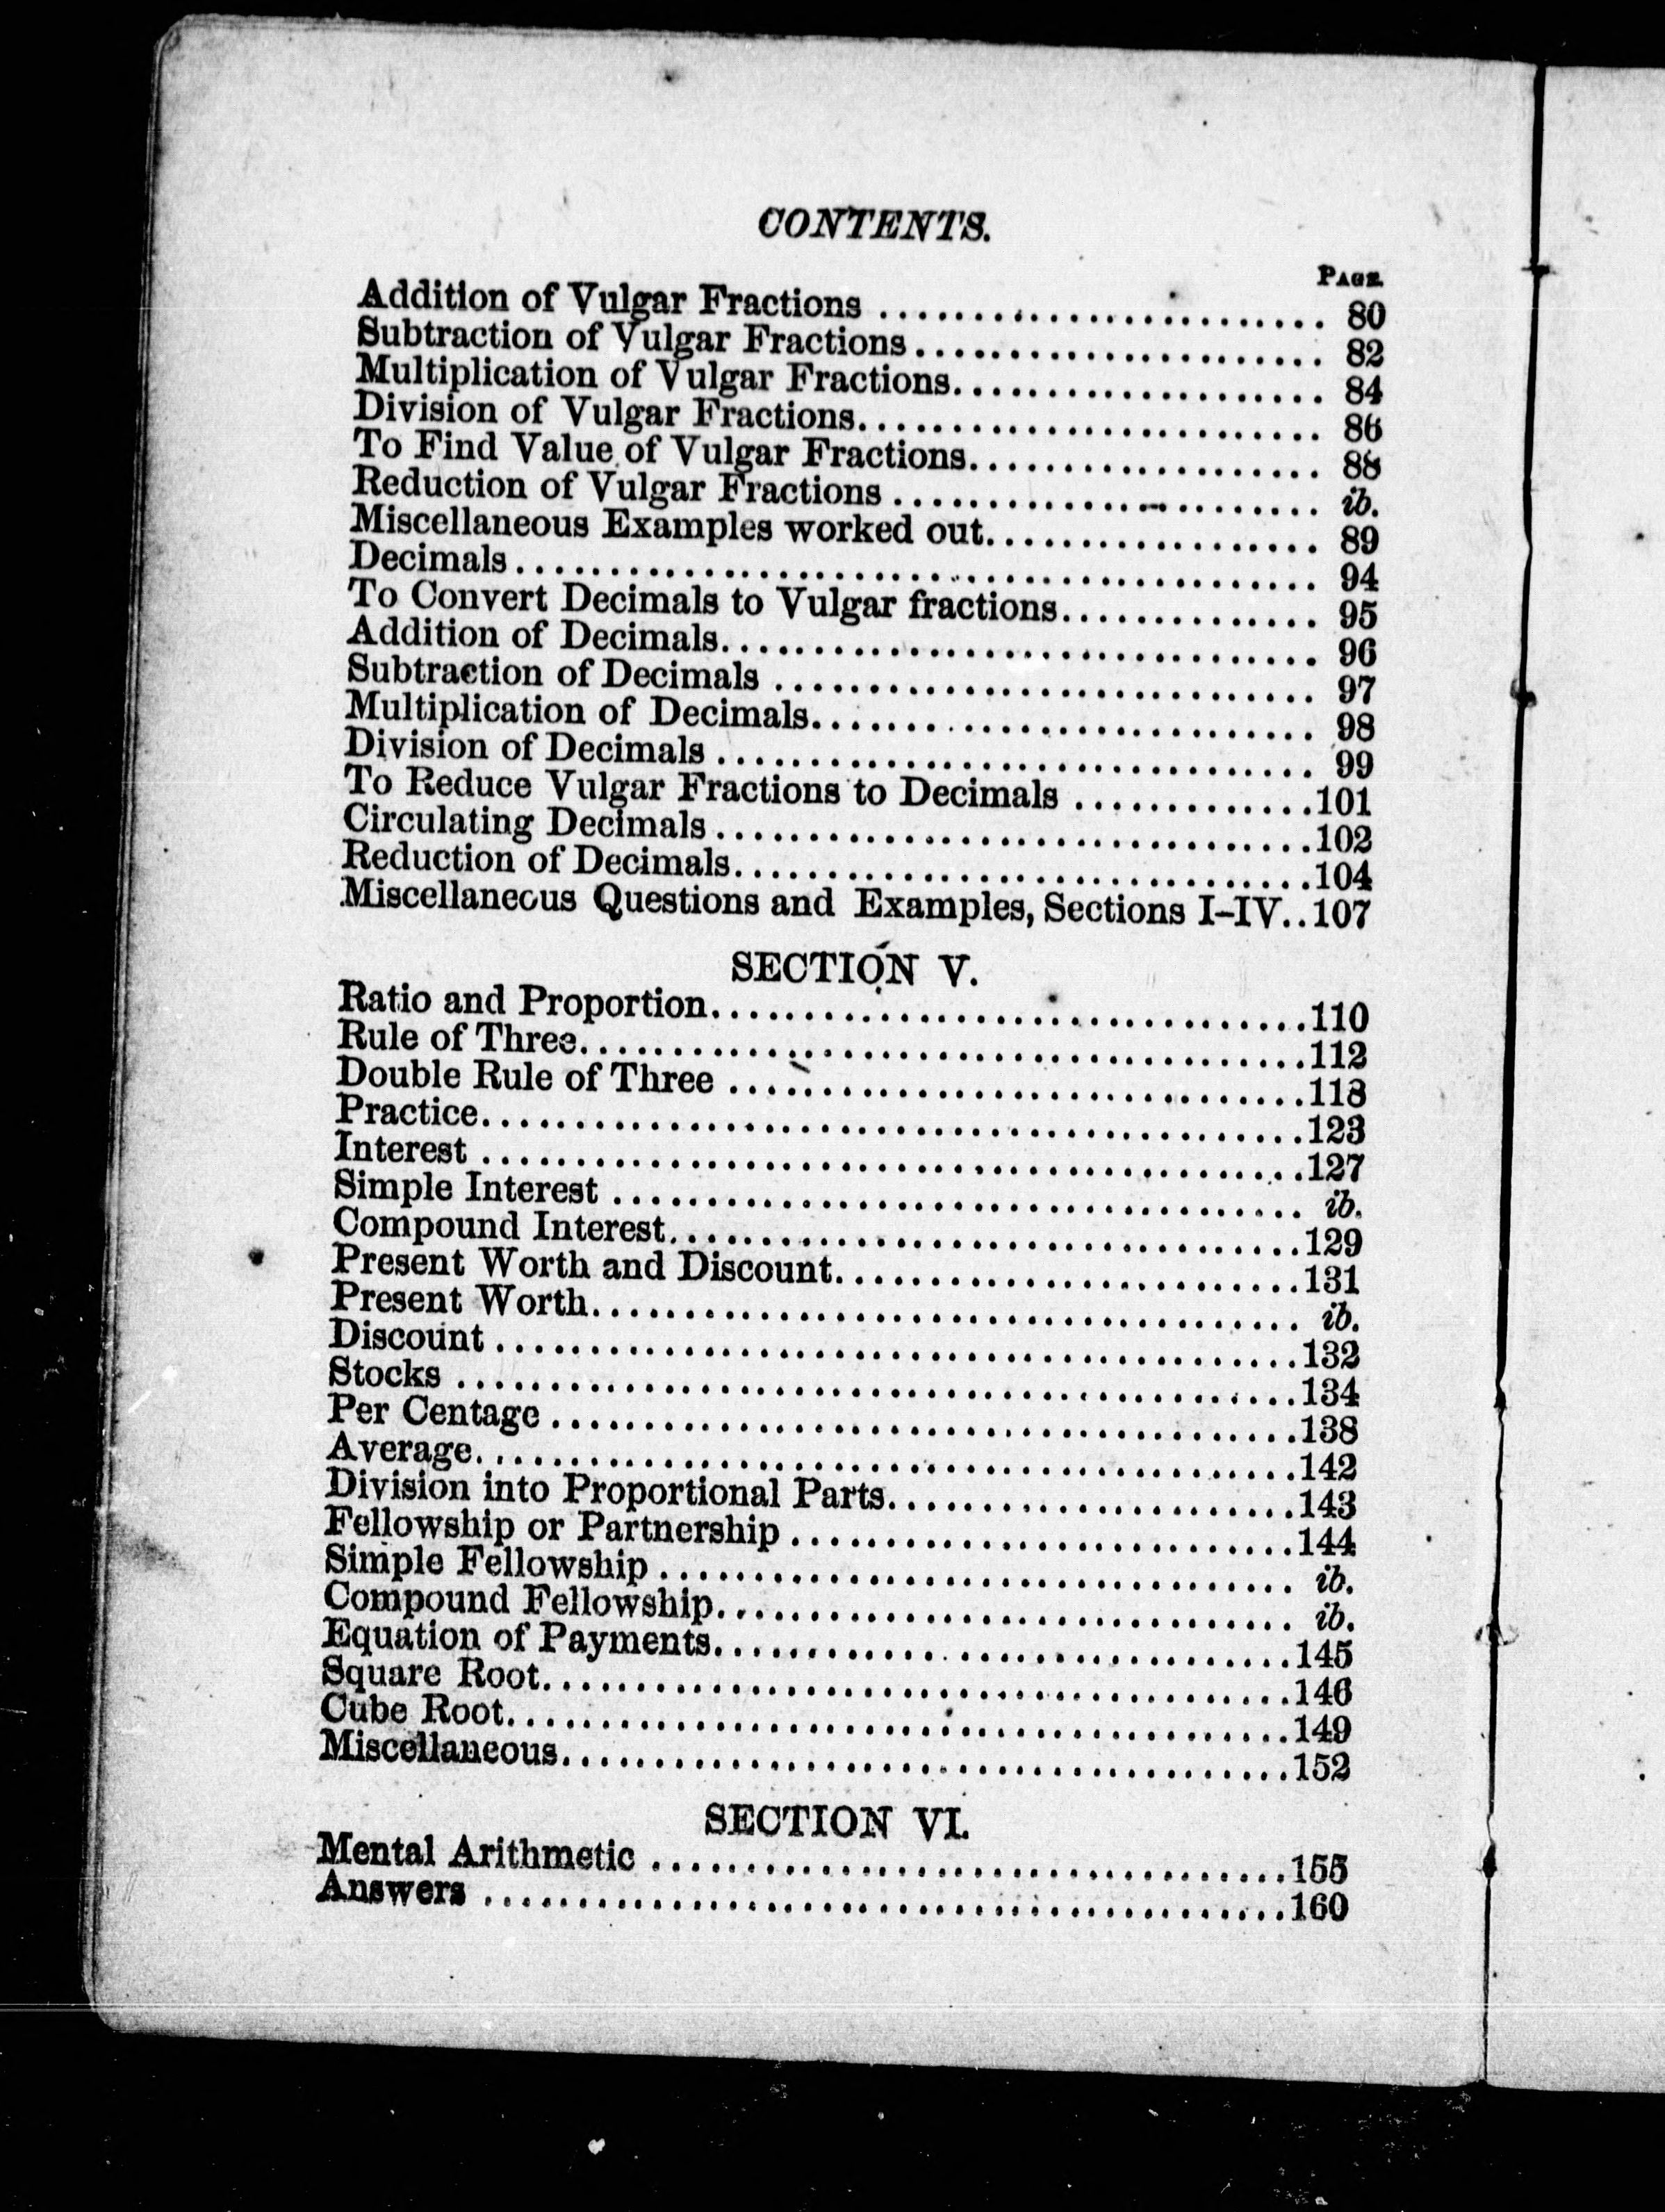 CONTENTS.
PAGE.
Addition of Vulgar Fractions ........................ 80
Subtraction of Vulgar Fractions...................... 82
Multiplication of Vulgar Fractions.................... 84
Division of Vulgar Fractions......................... 86
To Find Value of Vulgar Fractions................... 88
Reduction of Vulgar Fractions ....................... ib.
Miscellaneous Examples worked out.................. 89
Decimals........................................... 94
To Convert Decimals to Vulgar fractions.............. 95
Addition of Decimals................................ 96
Subtraction of Decimals ............................. 97
Multiplication of Decimals........................... 98
Division of Decimals ................................ 99
To Reduce Vulgar Fractions to Decimals .............101
Circulating Decimals................................102
Reduction of Decimals...............................104
Miscellaneous Questions and Examples, Sections I-IV..107
SECTION V.
Ratio and Proportion................................110
Rule of Three.......................................112
Double Rule of Three ...............................118
Practice............................................123
Interest ............................................127
Simple Interest ..................................... ib.
Compound Interest..................................129
Present Worth and Discount.........................131
Present Worth...................................... ib.
Discount...........................................132
Stocks .............................................134
Per Centage ........................................138
Average............................................142
Division into Proportional Parts......................143
Fellowship or Partnership ...........................144
Simple Fellowship .................................. ib.
Compound Fellowship............................... ib.
Equation of Payments...............................145
Square Root........................................146
Cube Root..........................................149
Miscellaneous.......................................152
SECTION VI.
Mental Arithmetic ..................................155
Answers ...........................................160